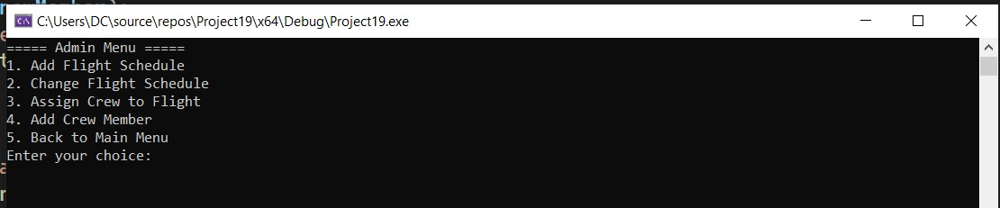 C:\Users\DC\source\repos\Project19\x64\Debug\Project19.exe
===== Admin Menu =====
1. Add Flight Schedule
2. Change Flight Schedule
3. Assign Crew to Flight
4. Add Crew Member
5. Back to Main Menu
Enter your choice: